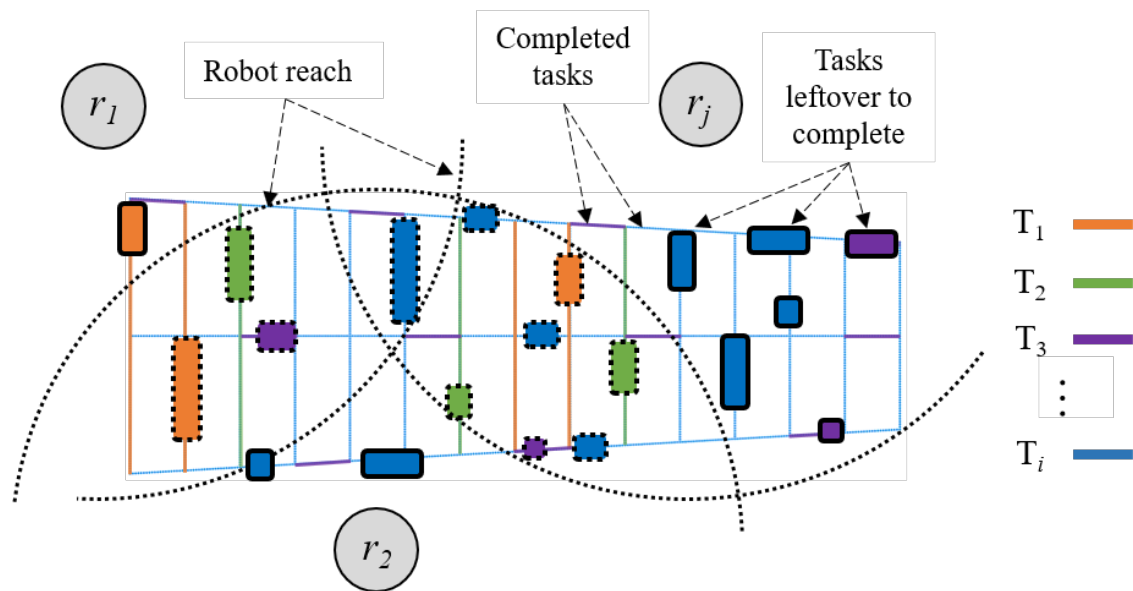 r1
Robot reach
Completed
tasks
rj
Tasks
leftover to
complete
T1
T2
T3
⋮
Ti
r2